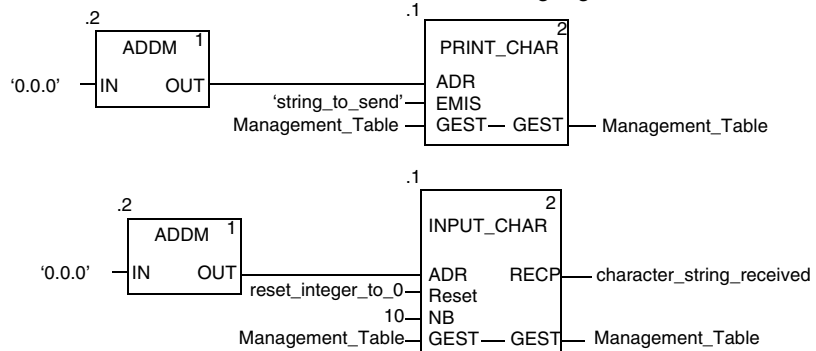 .1
.2
ADDM 1
PRINT_CHAR 2
'0.0.0' IN OUT ADR
'string_to_send' EMIS
Management_Table GEST GEST Management_Table
.1
.2
ADDM 1
INPUT_CHAR 2
'0.0.0' IN OUT ADR RECP character_string_received
reset_integer_to_0 Reset
10 NB
Management_Table GEST GEST Management_Table